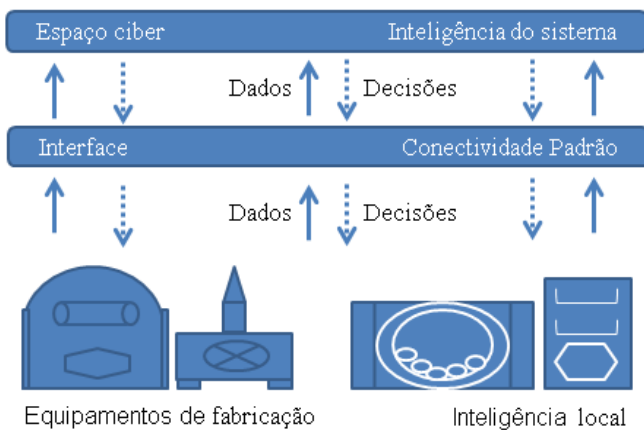 Espaço ciber Inteligência do sistema
Dados Decisões
Interface Conectividade Padrão
Dados Decisões
Equipamentos de fabricação Inteligência local